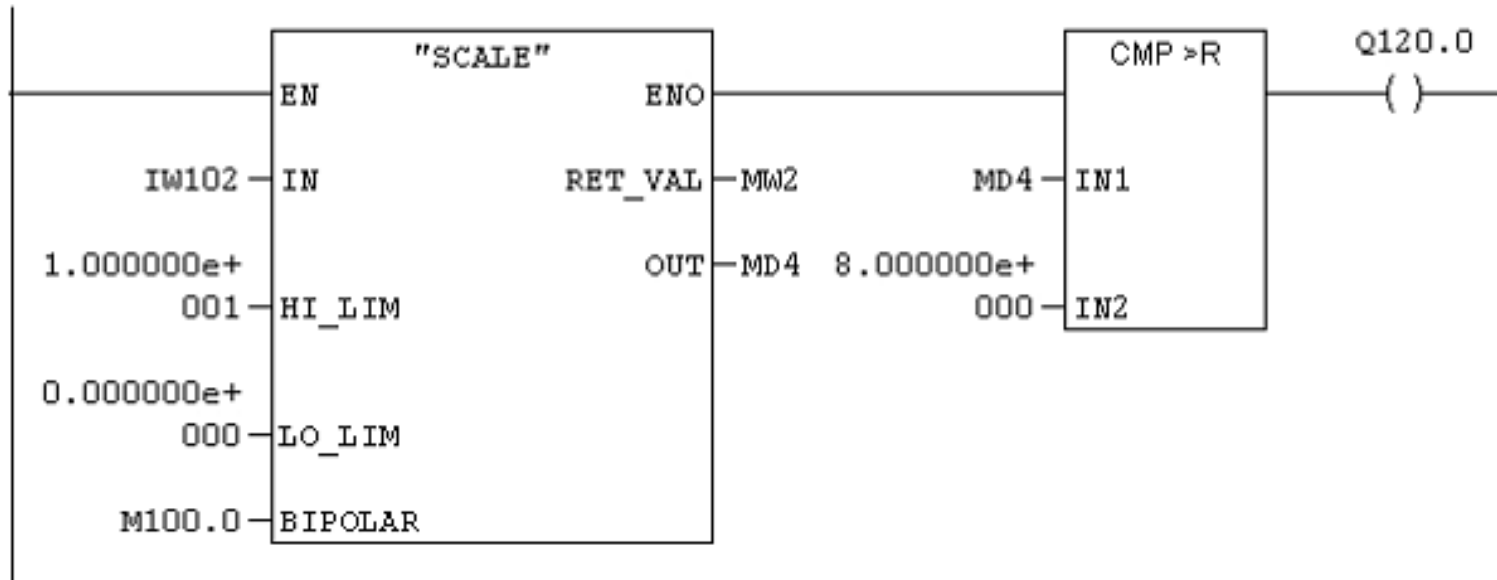 "SCALE"
CMP >R
Q120.0
( )
EN
ENO
IW102
IN
RET_VAL
MW2
MD4
IN1
1.000000e+
OUT
MD4
8.000000e+
001
HI_LIM
000
IN2
0.000000e+
000
LO_LIM
M100.0
BIPOLAR